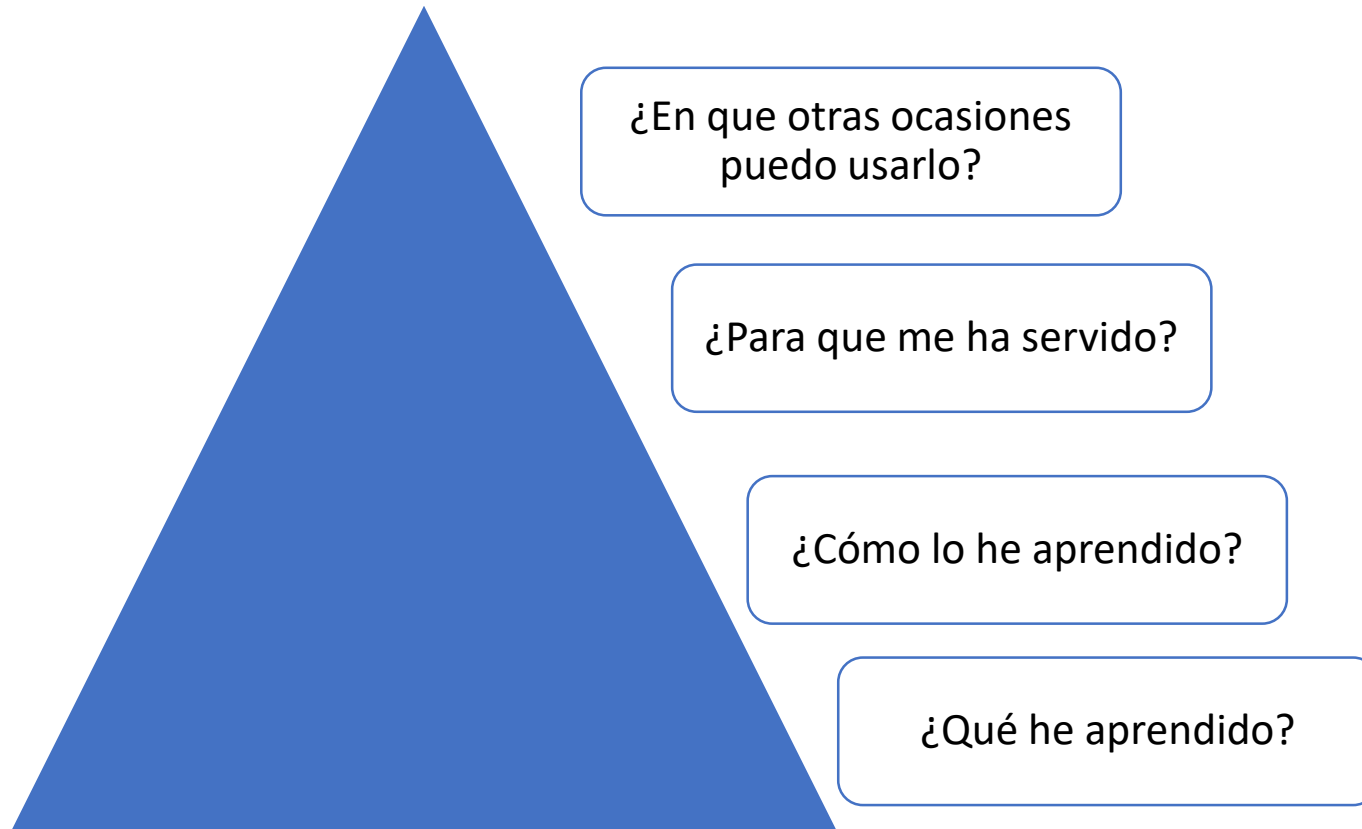 ¿En que otras ocasiones
puedo usarlo?
¿Para que me ha servido?
¿Cómo lo he aprendido?
¿Qué he aprendido?